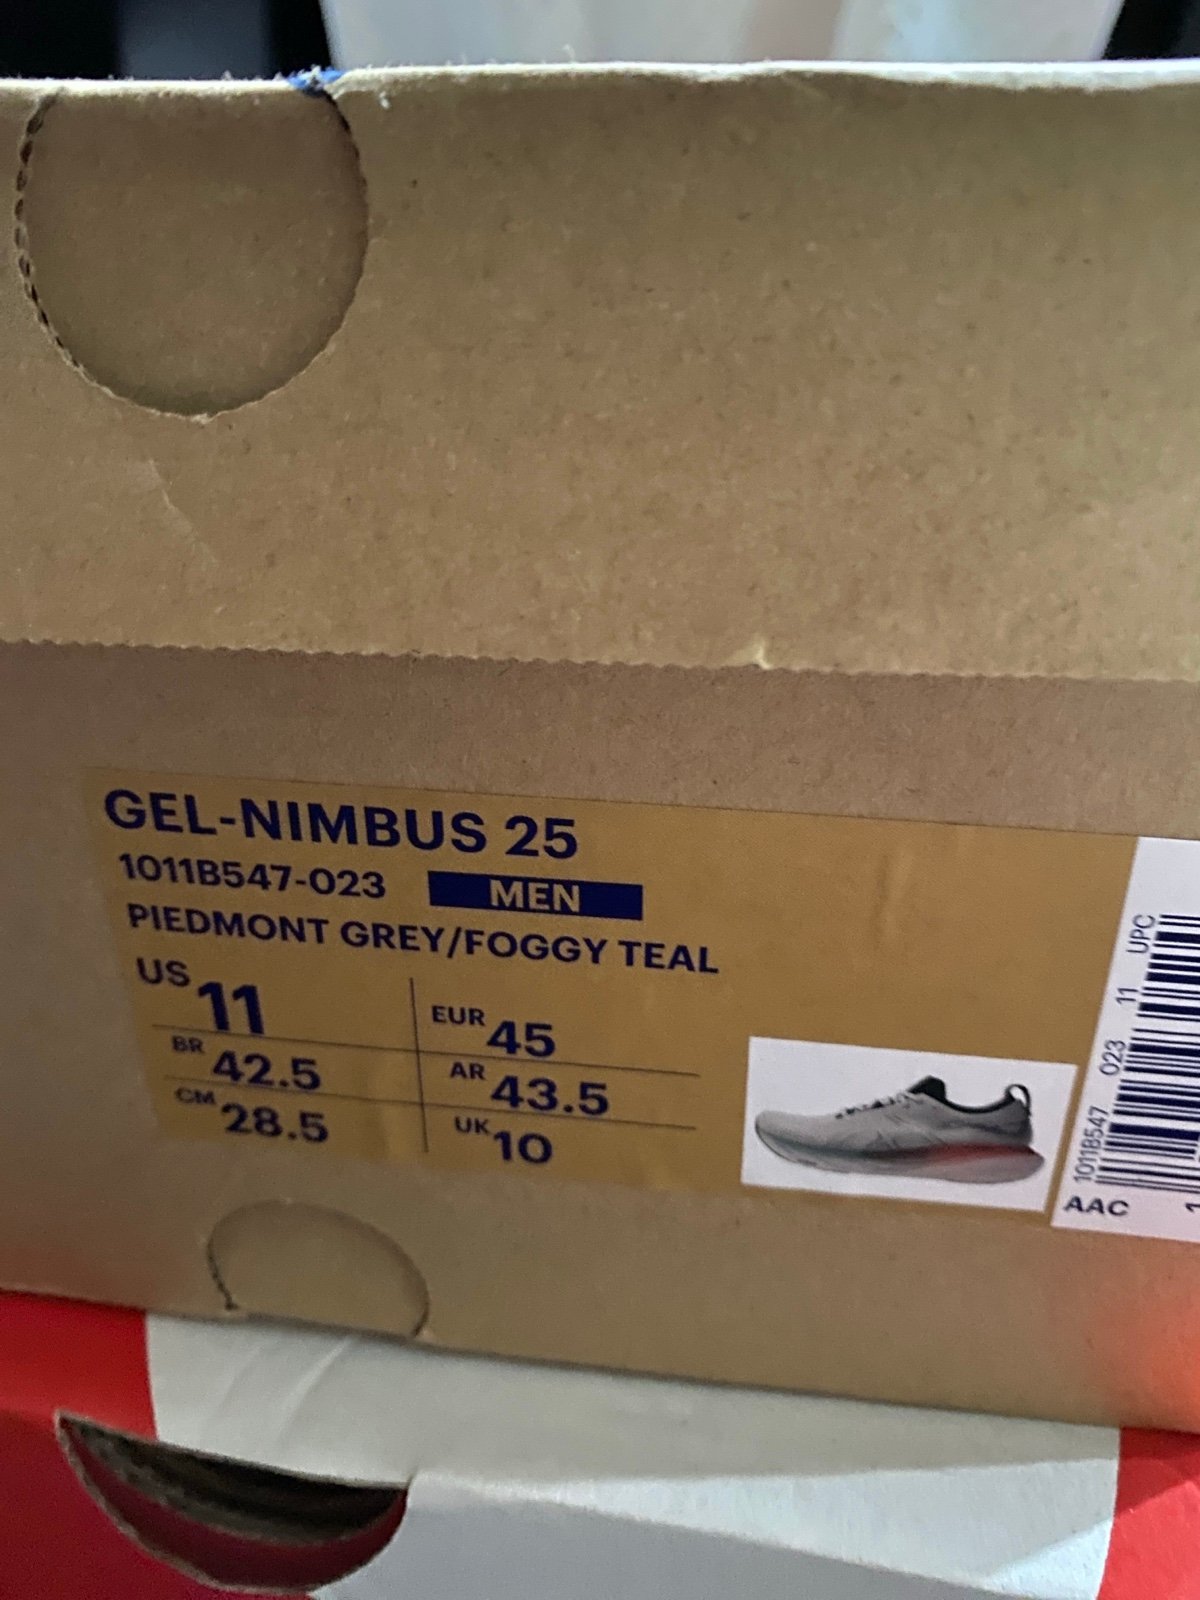 GEL-NIMBUS 25
1011B547-023 MEN
PIEDMONT GREY/FOGGY TEAL
US 11 EUR 45
BR 42.5 AR 43.5
CM 28.5 UK 10
1011B547 023 11 UPC
AAC